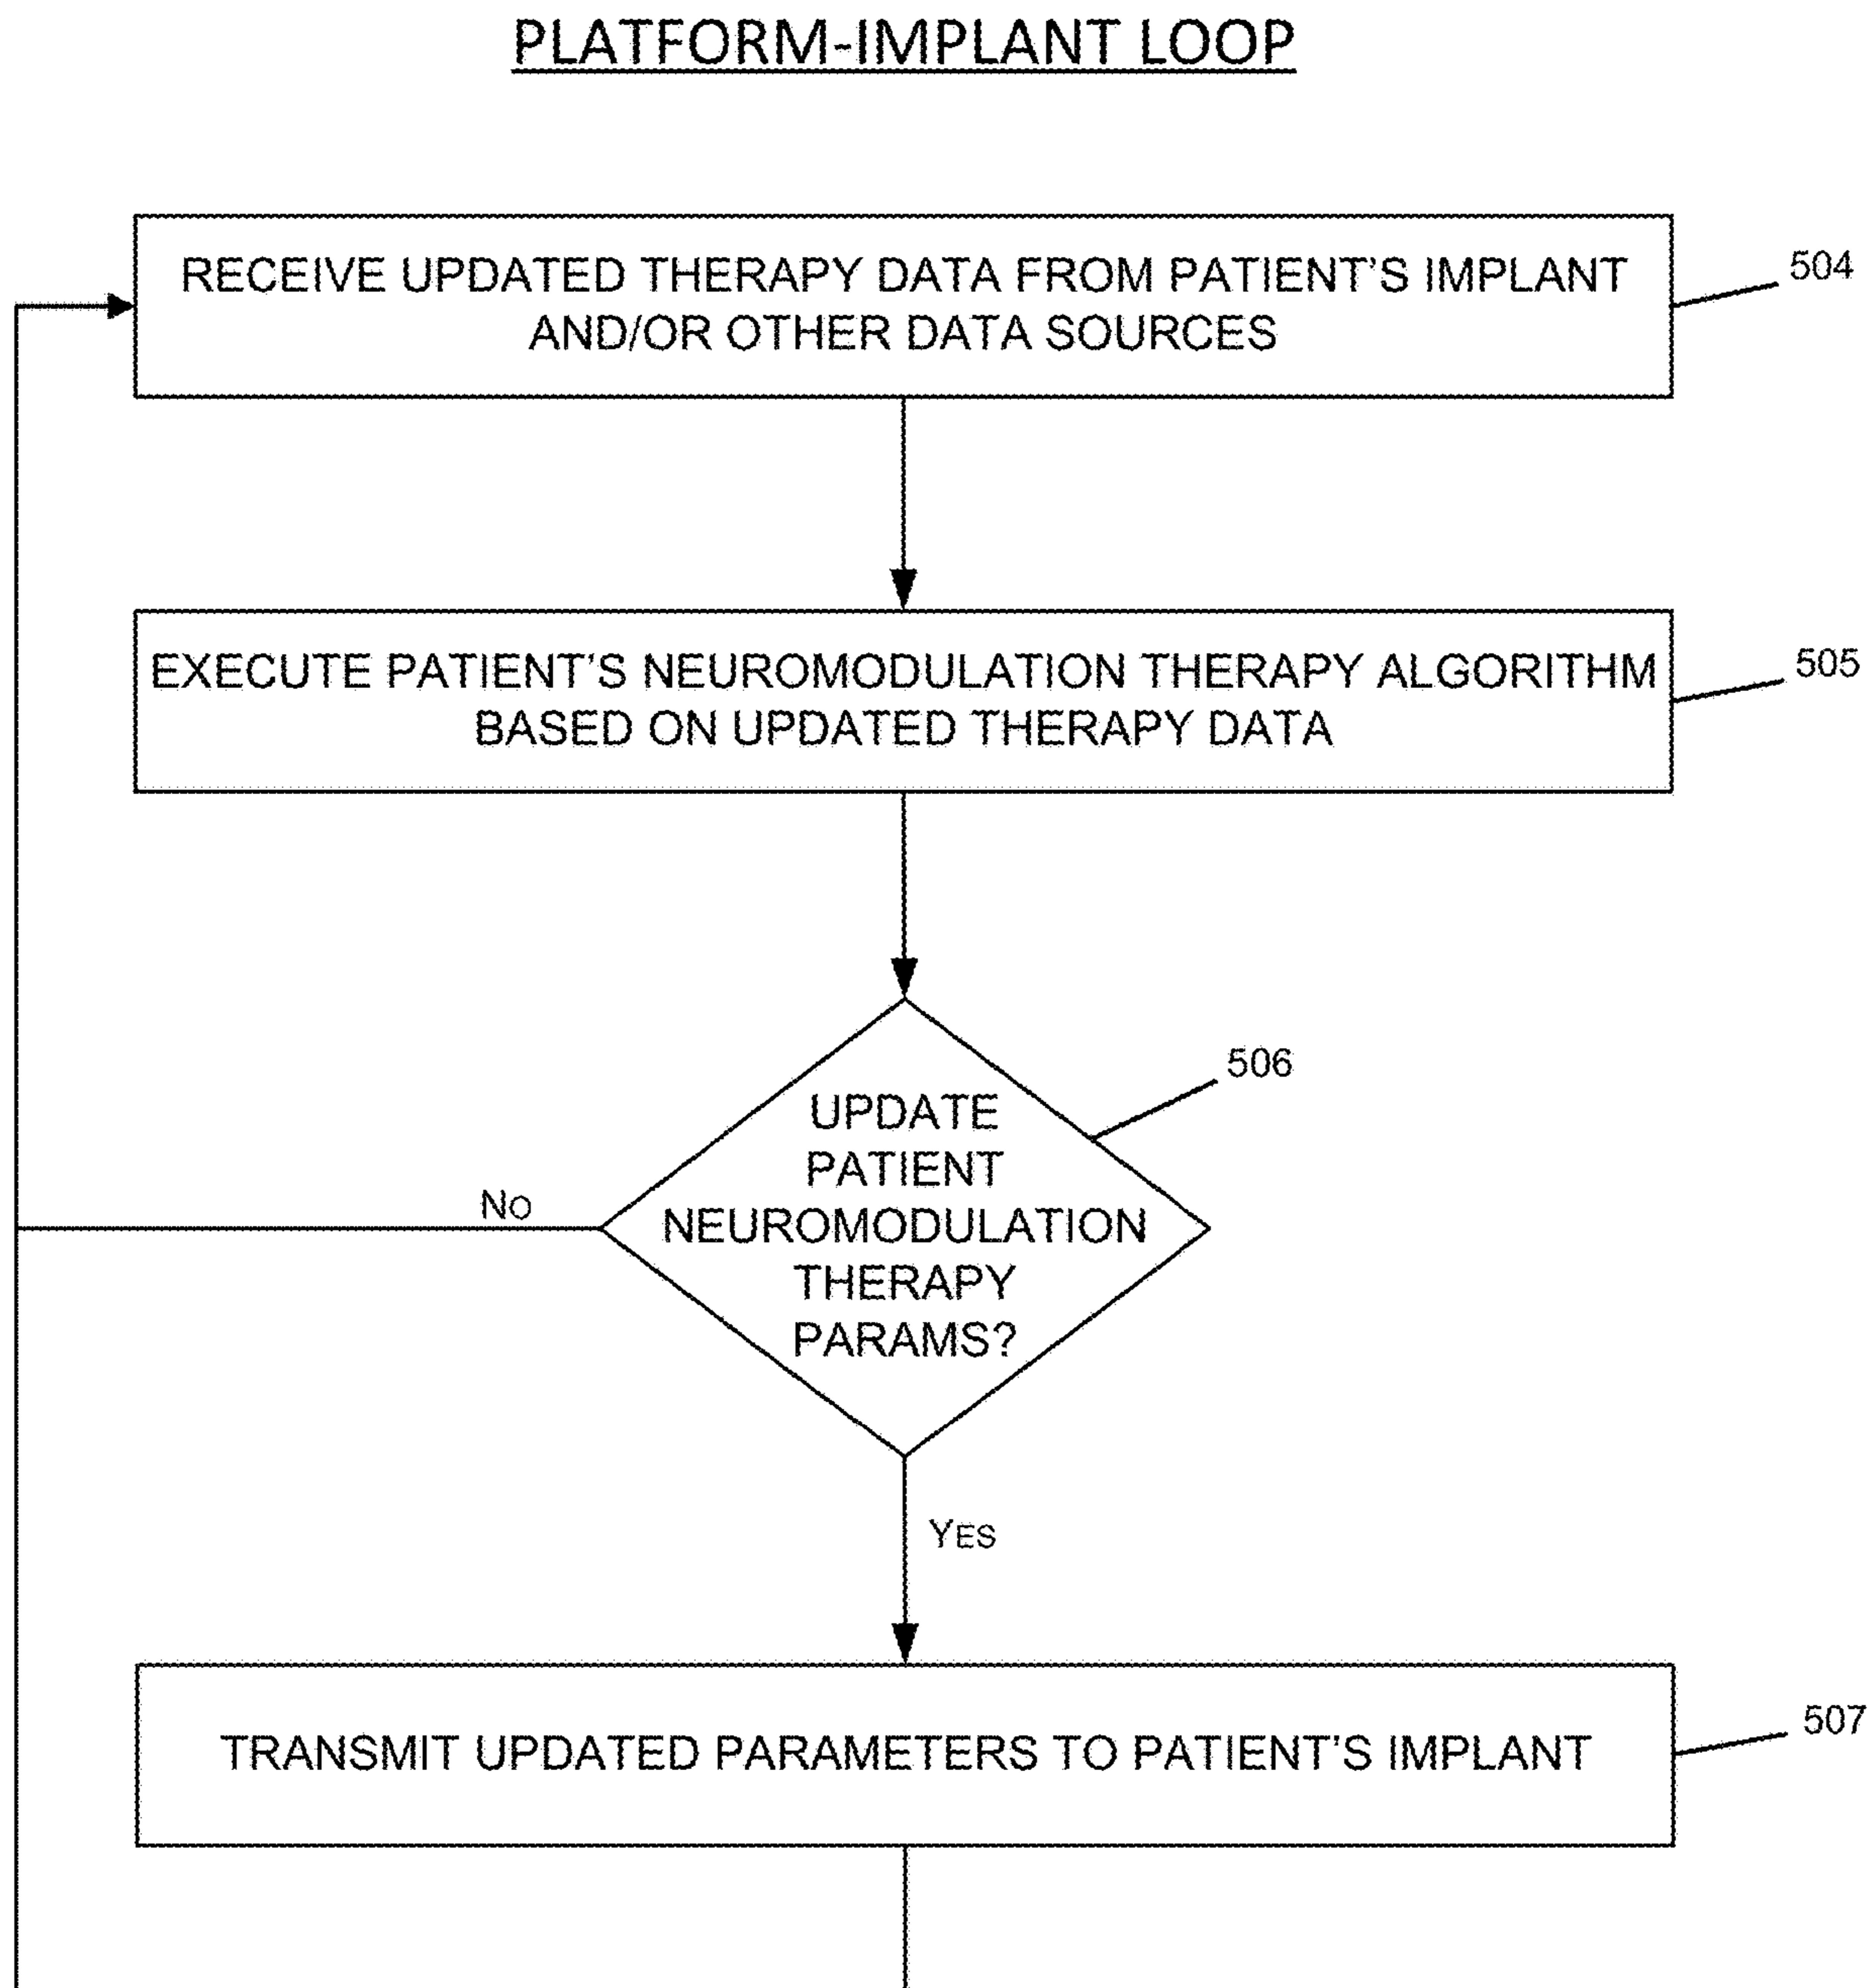 PLATFORM-IMPLANT LOOP
RECEIVE UPDATED THERAPY DATA FROM PATIENT'S IMPLANT
AND/OR OTHER DATA SOURCES
504
EXECUTE PATIENT'S NEUROMODULATION THERAPY ALGORITHM
BASED ON UPDATED THERAPY DATA
505
506
UPDATE
PATIENT
NEUROMODULATION
THERAPY
PARAMS?
NO
YES
TRANSMIT UPDATED PARAMETERS TO PATIENT'S IMPLANT
507